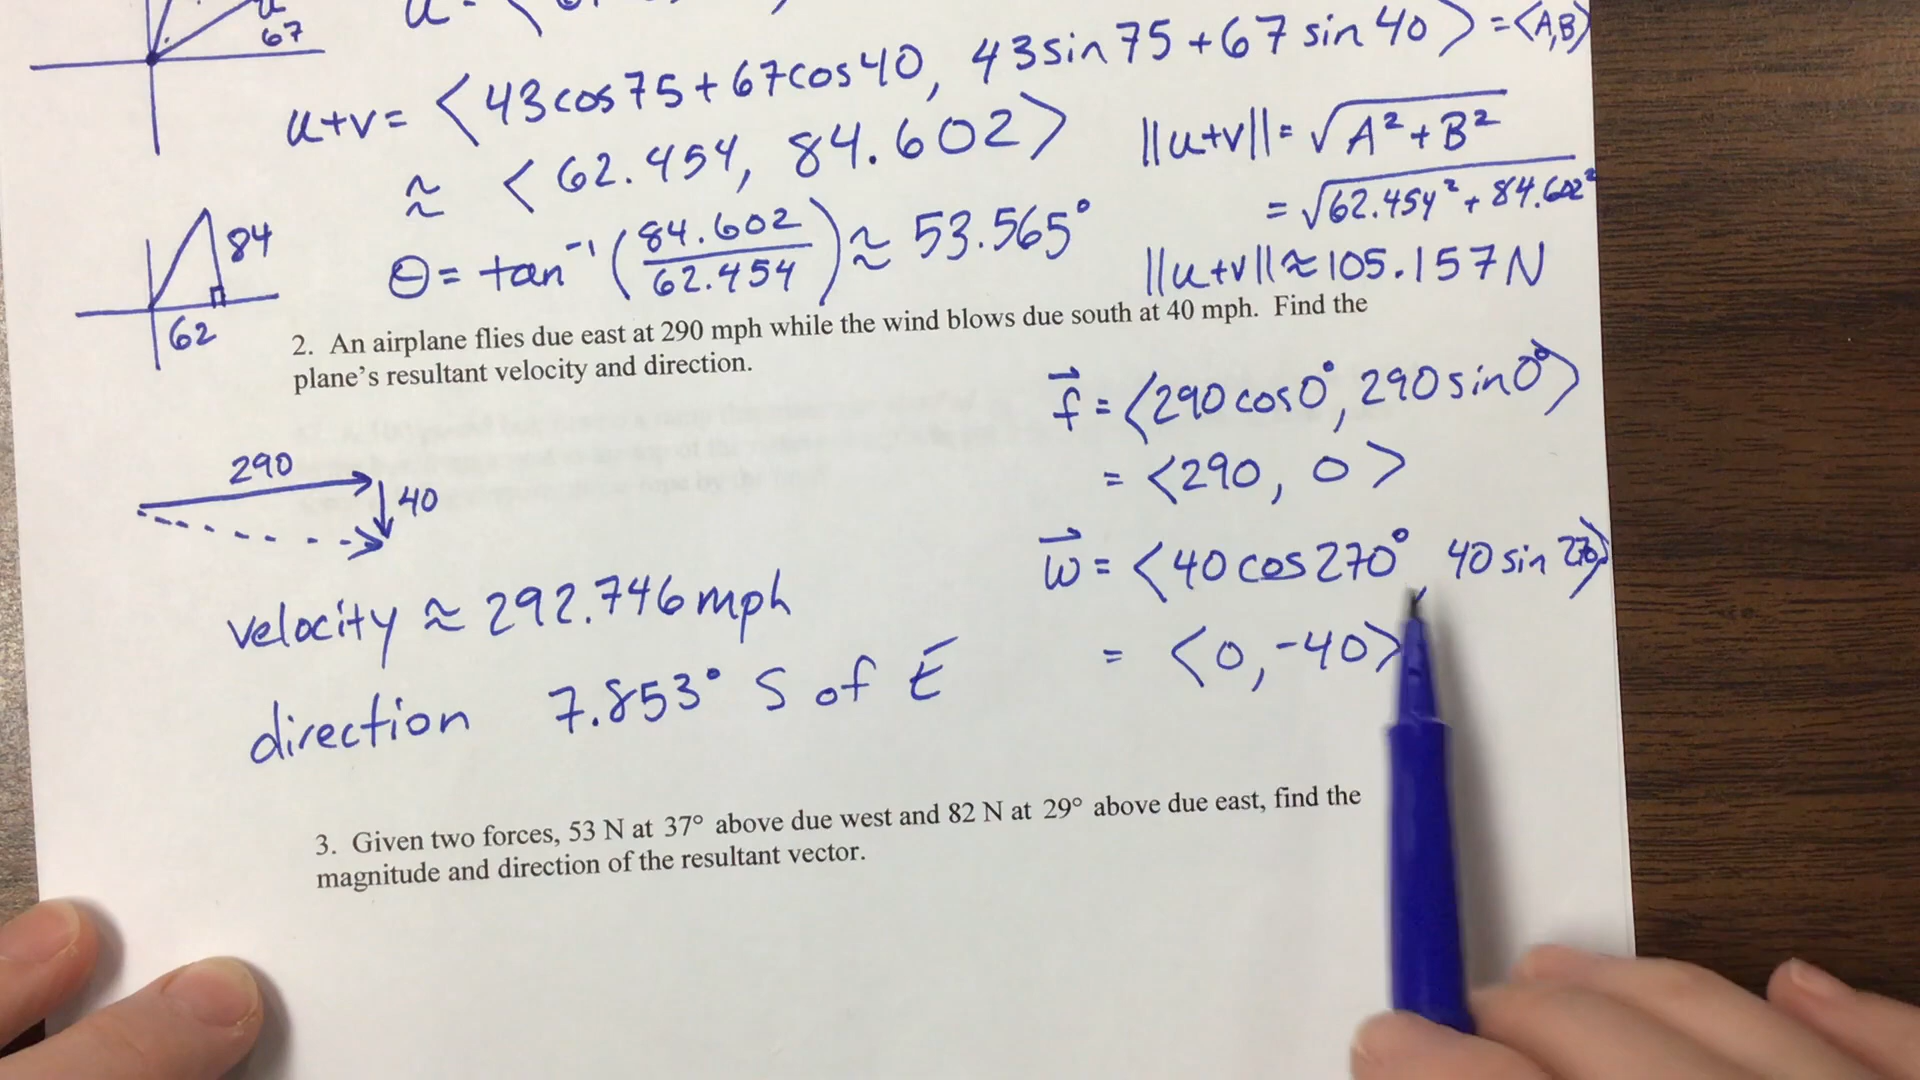 67
u+v= ⟨43cos75+67cos40, 43sin75+67sin40⟩ =⟨A,B⟩
≈ <62.454, 84.602>
||u+v||= √A²+B²
= √62.454²+84.602²
84
62
θ= tan⁻¹(84.602/62.454)≈ 53.565°
||u+v||≈105.157N
2. An airplane flies due east at 290 mph while the wind blows due south at 40 mph. Find the
plane’s resultant velocity and direction.
f⃗ = ⟨290cos0°, 290sin0°⟩
= <290, 0>
290
40
w⃗ = ⟨40cos270°, 40 sin 270⟩
= <0,-40>
velocity ≈ 292.746mph
direction 7.853° S of E
3. Given two forces, 53 N at 37° above due west and 82 N at 29° above due east, find the
magnitude and direction of the resultant vector.